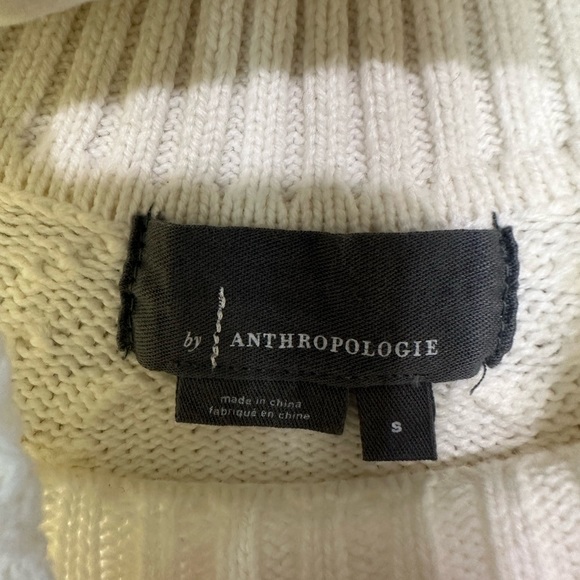 by ANTHROPOLOGIE
made in china
fabriqué en chine
S